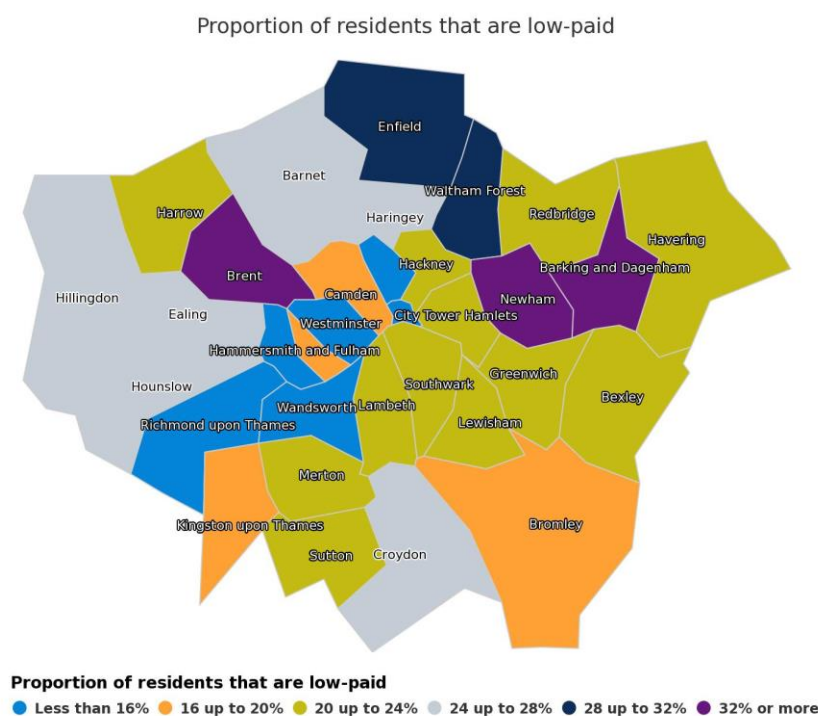 Proportion of residents that are low-paid
Enfield
Barnet
Waltham Forest
Harrow
Haringey
Redbridge
Havering
Hackney
Barking and Dagenham
Brent
Camden
Newham
Hillingdon
Ealing
City
Tower Hamlets
Westminster
Hammersmith and Fulham
Greenwich
Hounslow
Southwark
Bexley
Wandsworth
Lambeth
Richmond upon Thames
Lewisham
Merton
Kingston upon Thames
Bromley
Sutton
Croydon
Proportion of residents that are low-paid
Less than 16% 16 up to 20% 20 up to 24% 24 up to 28% 28 up to 32% 32% or more